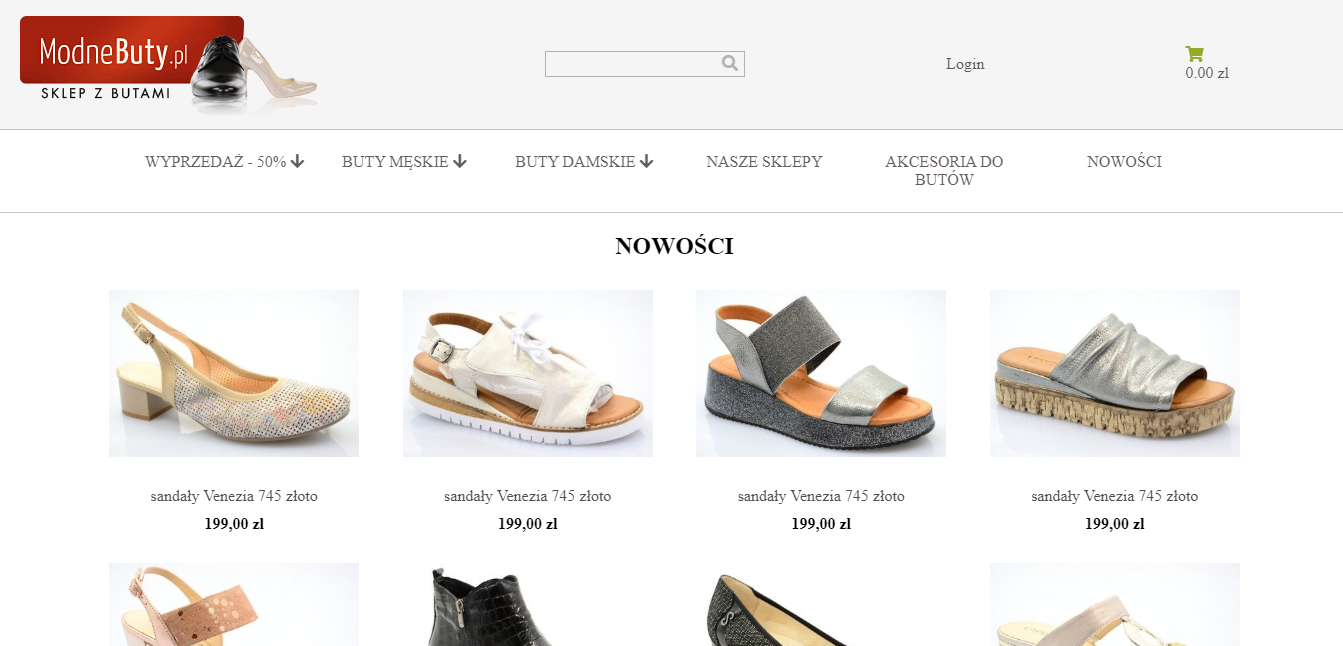 ModneButy.pl
SKLEP Z BUTAMI
Login
0.00 zl
WYPRZEDAŻ - 50%
BUTY MĘSKIE
BUTY DAMSKIE
NASZE SKLEPY
AKCESORIA DO
BUTÓW
NOWOŚCI
NOWOŚCI
sandały Venezia 745 złoto
199,00 zl
sandały Venezia 745 złoto
199,00 zl
sandały Venezia 745 złoto
199,00 zl
sandały Venezia 745 złoto
199,00 zl